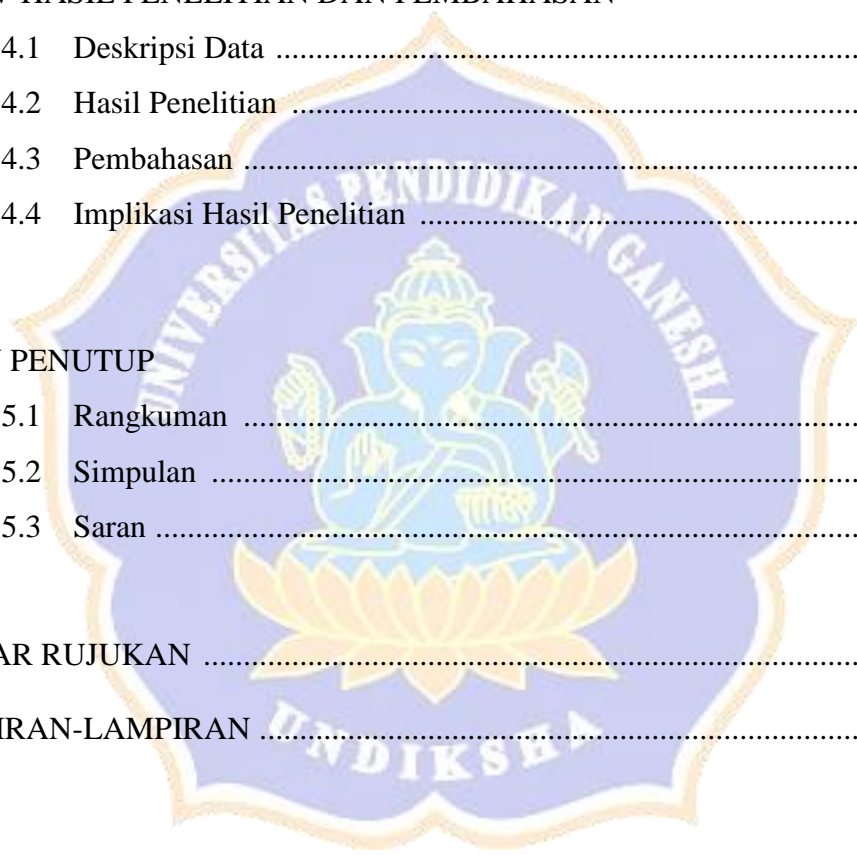 HASIL PENELITIAN DAN PEMBAHASAN
4.1 Deskripsi Data ..........................................................................
4.2 Hasil Penelitian ........................................................................
4.3 Pembahasan ..............................................................................
4.4 Implikasi Hasil Penelitian ........................................................
PENUTUP
5.1 Rangkuman ..............................................................................
5.2 Simpulan ..................................................................................
5.3 Saran .........................................................................................
AR RUJUKAN ..................................................................................
IRAN-LAMPIRAN ...........................................................................
UNIVERSITAS PENDIDIKAN GANESHA
UNDIKSHA